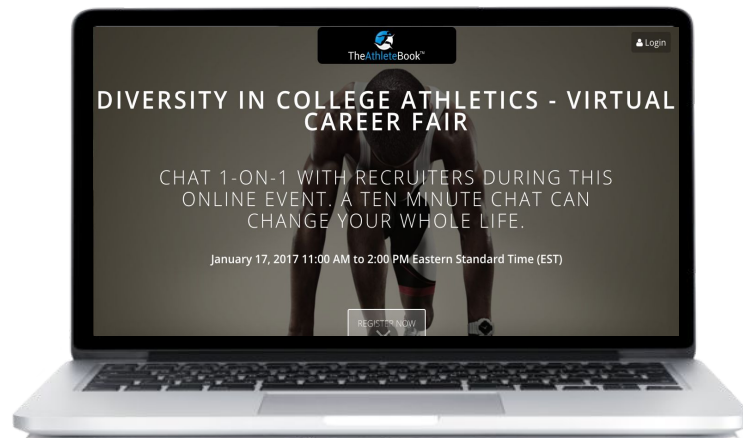 TheAthleteBook™
Login
DIVERSITY IN COLLEGE ATHLETICS - VIRTUAL
CAREER FAIR
CHAT 1-ON-1 WITH RECRUITERS DURING THIS
ONLINE EVENT. A TEN MINUTE CHAT CAN
CHANGE YOUR WHOLE LIFE.
January 17, 2017 11:00 AM to 2:00 PM Eastern Standard Time (EST)
REGISTER NOW